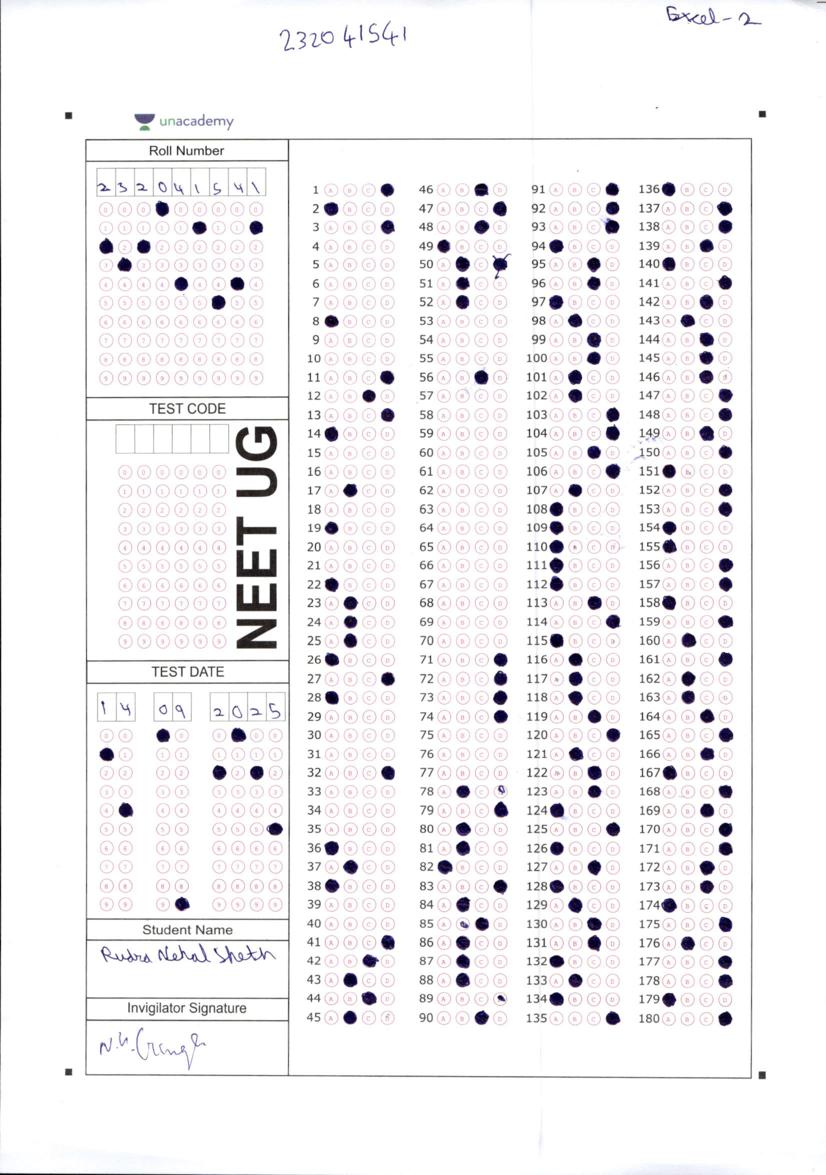 232041541
Excel-2
unacademy
Roll Number
2 3 2 0 4 1 5 4 1
TEST CODE
NEET UG
TEST DATE
1 4 0 9 2 0 2 5
Student Name
Rudra Nehal Sheth
Invigilator Signature
1 A B C
2 B C D
3 A B C
4 A B C D
5 A B C D
6 A B C D
7 A B C D
8 B C D
9 A B C D
10 A B C D
11 A B C
12 A B D
13 A B C
14 B C D
15 A B C D
16 A B C D
17 A C D
18 A B C D
19 B C D
20 A B C D
21 A B C D
22 B C D
23 A C D
24 A C D
25 A C D
26 B C D
27 A B C
28 B C D
29 A B C D
30 A B C D
31 A B C D
32 A B C
33 A B C D
34 A B C D
35 A B C D
36 B C D
37 A C D
38 B C D
39 A B C D
40 A B C D
41 A B C
42 A B D
43 A C D
44 A B D
45 A C D
46 A B D
47 A B C
48 A B D
49 B C D
50 A C
51 A C D
52 A C D
53 A B C D
54 A B C D
55 A B C D
56 A B D
57 A B C D
58 A B C D
59 A B C D
60 A B C D
61 A B C D
62 A B C D
63 A B C D
64 A B C D
65 A B C D
66 A B C D
67 A B C D
68 A B C D
69 A B C D
70 A B C D
71 A B C
72 A B C
73 A B C
74 A B C
75 A B C D
76 A B C D
77 A B C D
78 A C
79 A B C
80 A C D
81 A C D
82 B C D
83 A B C
84 A C D
85 A D
86 A C D
87 A C D
88 A C D
89 A B C
90 A B D
91 A B C
92 A B C
93 A B C
94 B C D
95 A B D
96 A B D
97 B C D
98 A C D
99 A B D
100 A B D
101 A C D
102 A C D
103 A B C
104 A B C
105 A B D
106 A B C
107 A C D
108 B C D
109 B C D
110 B C D
111 B C D
112 B C D
113 A B D
114 A B C
115 B C D
116 A C D
117 A C D
118 A C D
119 A B D
120 A B C
121 A C D
122 A B D
123 A B D
124 B C D
125 A B C
126 B C D
127 A B D
128 B C D
129 A C D
130 A B D
131 A B D
132 B C D
133 A C D
134 B C D
135 A B C
136 B C D
137 A B C
138 A B C
139 A B D
140 B C D
141 A B C
142 A B D
143 A C D
144 A B D
145 A B D
146 A B D
147 A B C
148 A B C
149 A B D
150 A B C
151 B C D
152 A B C
153 A B C
154 B C D
155 B C D
156 A B C
157 A B C
158 B C D
159 A B C
160 A C D
161 A B C
162 A C D
163 A C D
164 A B D
165 A B C
166 A B D
167 B C D
168 A B C
169 A B D
170 A B C
171 A B C
172 A B D
173 A B D
174 B C D
175 A B C
176 A C D
177 A B C
178 A B C
179 B C D
180 A B C